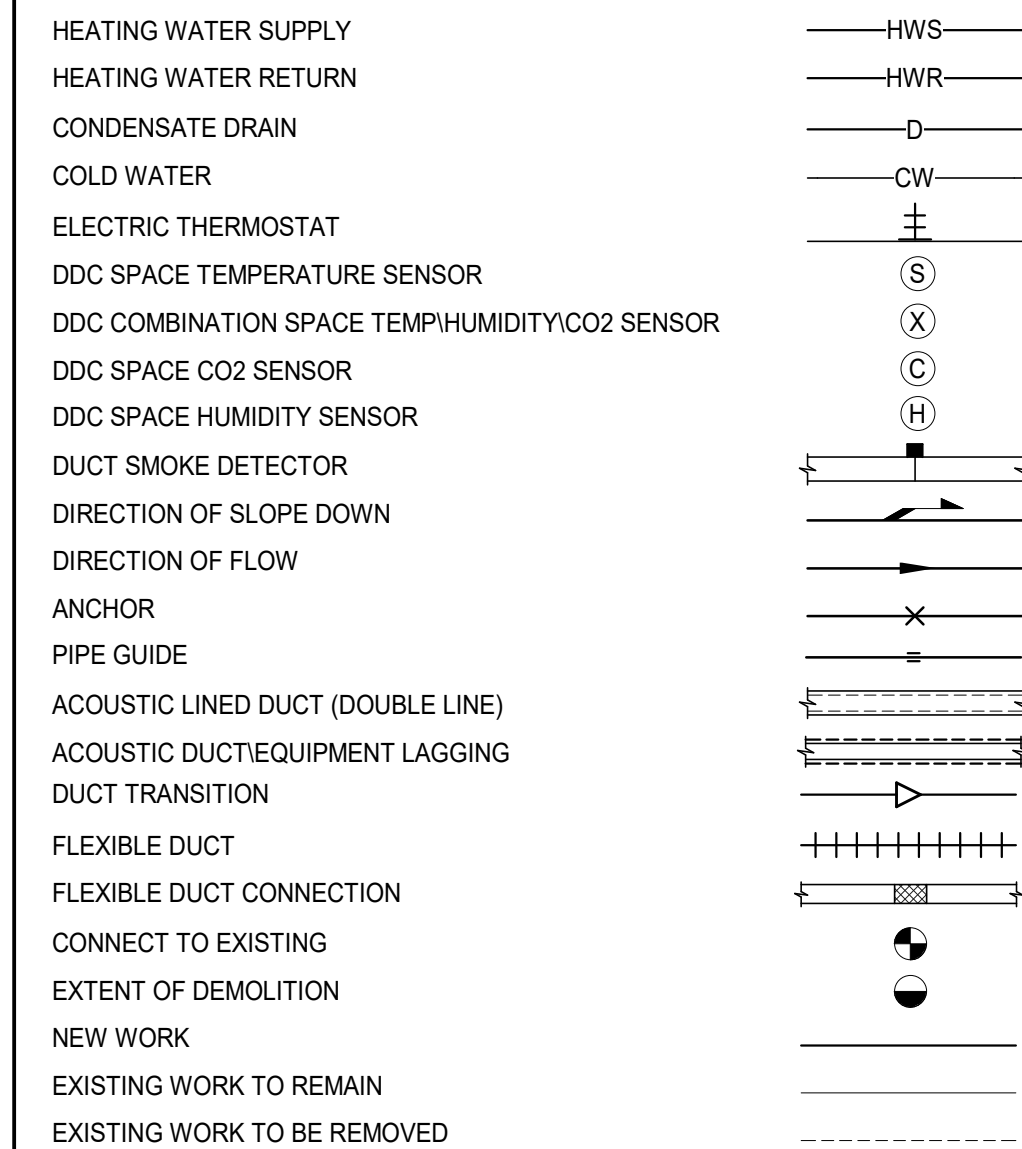 HEATING WATER SUPPLY HWS
HEATING WATER RETURN HWR
CONDENSATE DRAIN D
COLD WATER CW
ELECTRIC THERMOSTAT
DDC SPACE TEMPERATURE SENSOR S
DDC COMBINATION SPACE TEMP\HUMIDITY\CO2 SENSOR X
DDC SPACE CO2 SENSOR C
DDC SPACE HUMIDITY SENSOR H
DUCT SMOKE DETECTOR
DIRECTION OF SLOPE DOWN
DIRECTION OF FLOW
ANCHOR
PIPE GUIDE
ACOUSTIC LINED DUCT (DOUBLE LINE)
ACOUSTIC DUCT\EQUIPMENT LAGGING
DUCT TRANSITION
FLEXIBLE DUCT
FLEXIBLE DUCT CONNECTION
CONNECT TO EXISTING
EXTENT OF DEMOLITION
NEW WORK
EXISTING WORK TO REMAIN
EXISTING WORK TO BE REMOVED